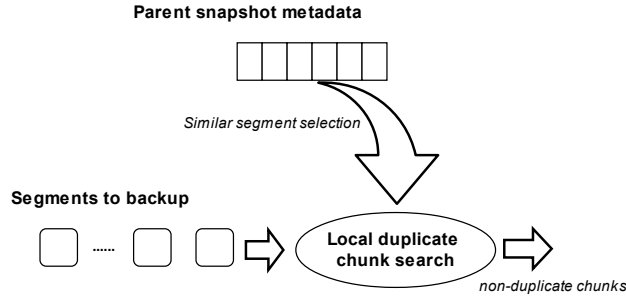 Parent snapshot metadata
Similar segment selection
Segments to backup
......
Local duplicate
chunk search
non-duplicate chunks